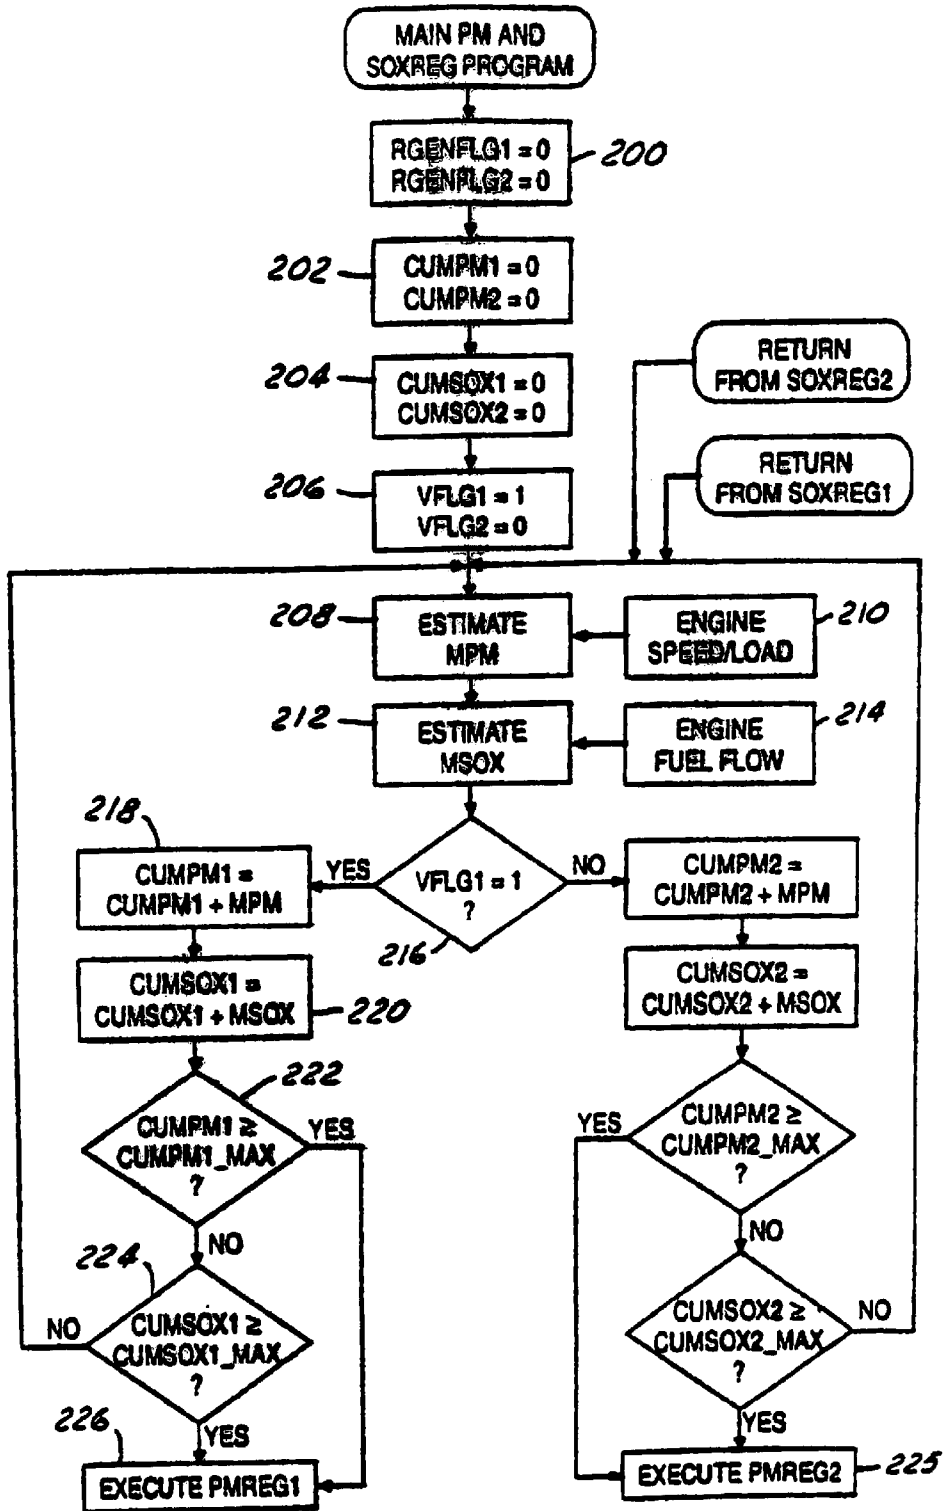 MAIN PM AND
SOXREG PROGRAM
RGENFLG1 = 0
RGENFLG2 = 0
200
202
CUMPM1 = 0
CUMPM2 = 0
204
CUMSOX1 = 0
CUMSOX2 = 0
RETURN
FROM SOXREG2
206
VFLG1 = 1
VFLG2 = 0
RETURN
FROM SOXREG1
208
ESTIMATE
MPM
ENGINE
SPEED/LOAD
210
212
ESTIMATE
MSOX
ENGINE
FUEL FLOW
214
218
CUMPM1 =
CUMPM1 + MPM
YES
VFLG1 = 1
?
216
NO
CUMPM2 =
CUMPM2 + MPM
CUMSOX1 =
CUMSOX1 + MSOX
220
CUMSOX2 =
CUMSOX2 + MSOX
222
CUMPM1 ≥
CUMPM1_MAX
?
YES
NO
YES
CUMPM2 ≥
CUMPM2_MAX
?
NO
224
NO
CUMSOX1 ≥
CUMSOX1_MAX
?
YES
CUMSOX2 ≥
CUMSOX2_MAX
?
NO
YES
226
EXECUTE PMREG1
EXECUTE PMREG2
225